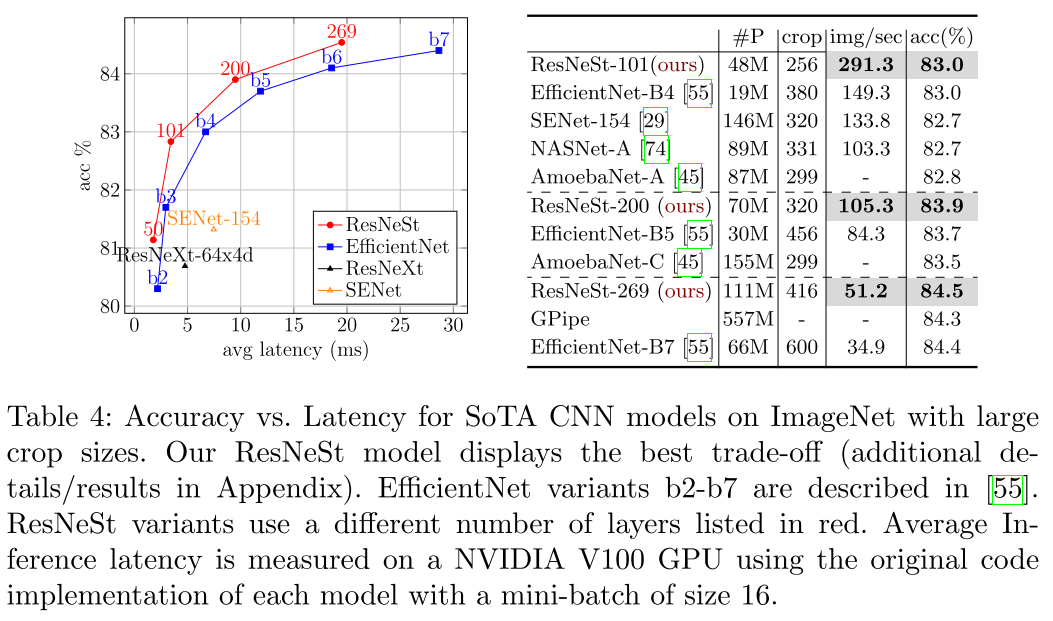 269
b7
84
200
b6
b5
83
101
b4
acc %
82
b3
SENet-154
50
81
ResNeXt-64x4d
b2
80
ResNeSt
EfficientNet
ResNeXt
SENet
0 5 10 15 20 25 30
avg latency (ms)
#P crop img/sec acc(%)
ResNeSt-101(ours) 48M 256 291.3 83.0
EfficientNet-B4 [55] 19M 380 149.3 83.0
SENet-154 [29] 146M 320 133.8 82.7
NASNet-A [74] 89M 331 103.3 82.7
AmoebaNet-A [45] 87M 299 - 82.8
ResNeSt-200 (ours) 70M 320 105.3 83.9
EfficientNet-B5 [55] 30M 456 84.3 83.7
AmoebaNet-C [45] 155M 299 - 83.5
ResNeSt-269 (ours) 111M 416 51.2 84.5
GPipe 557M - - 84.3
EfficientNet-B7 [55] 66M 600 34.9 84.4
Table 4: Accuracy vs. Latency for SoTA CNN models on ImageNet with large
crop sizes. Our ResNeSt model displays the best trade-off (additional de-
tails/results in Appendix). EfficientNet variants b2-b7 are described in [55].
ResNeSt variants use a different number of layers listed in red. Average In-
ference latency is measured on a NVIDIA V100 GPU using the original code
implementation of each model with a mini-batch of size 16.